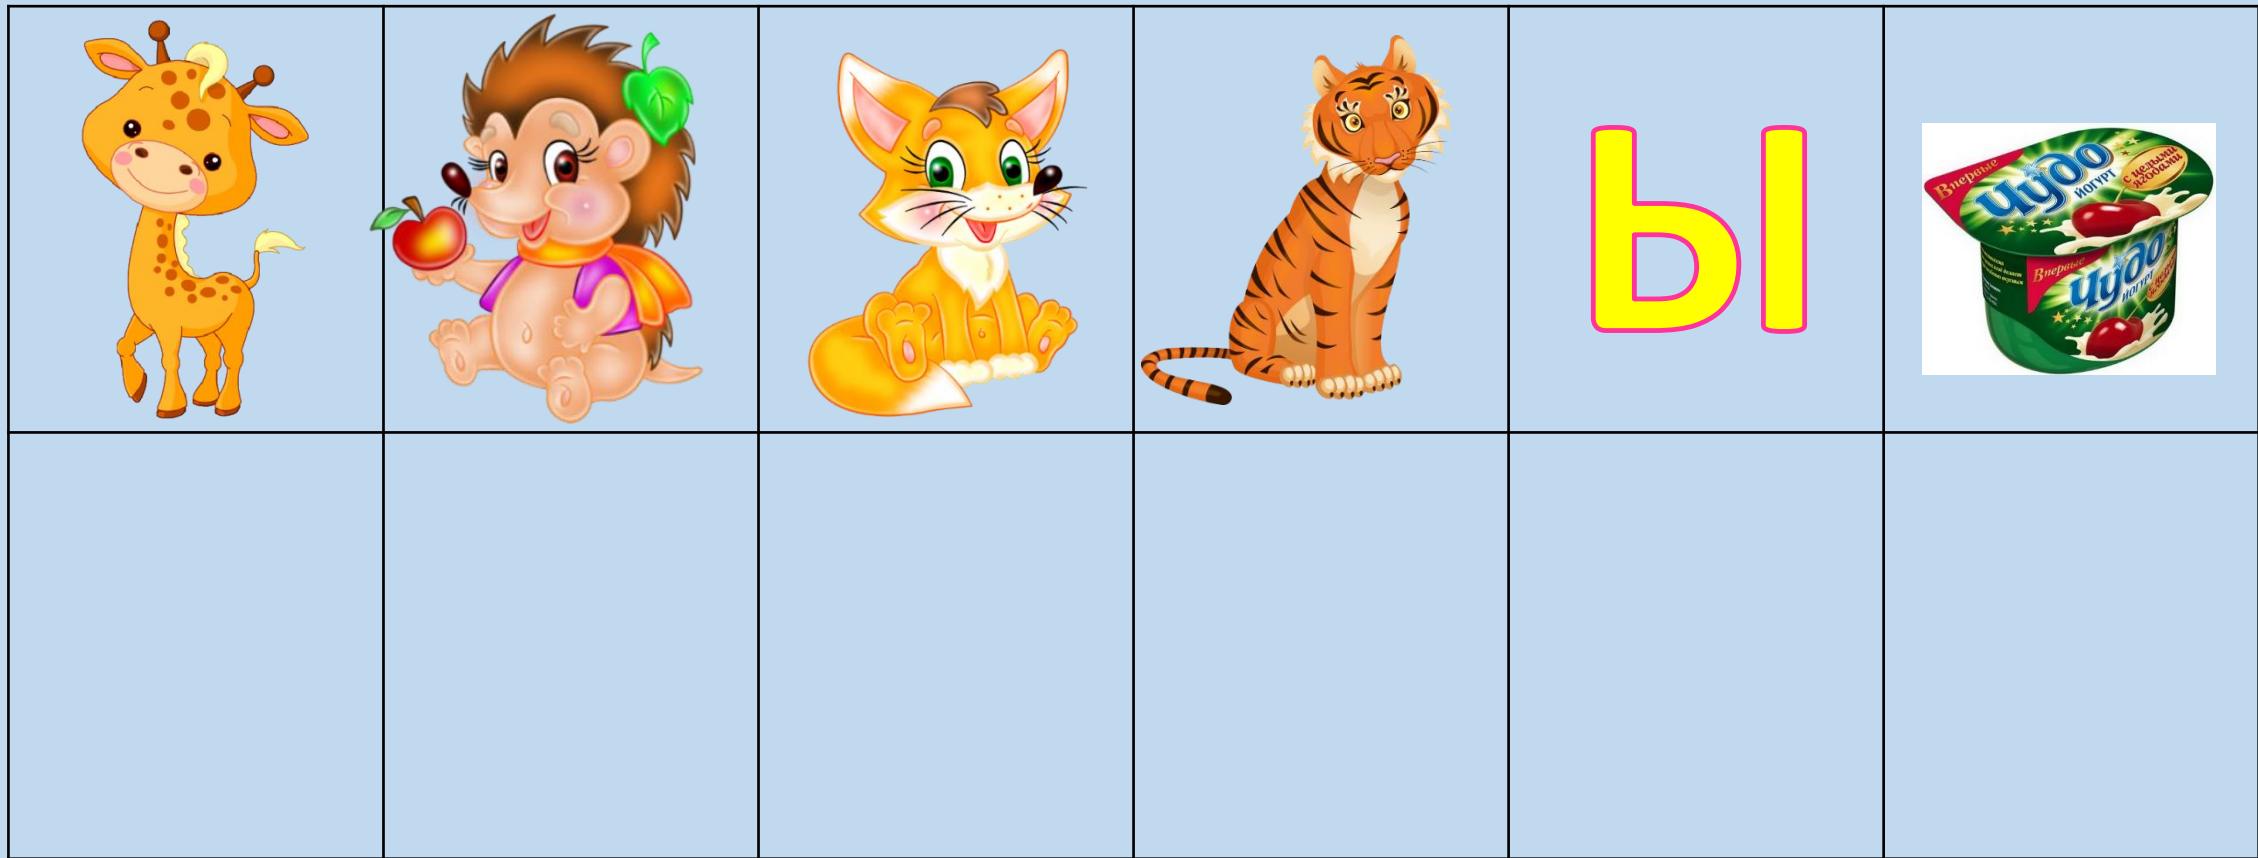 Ы
Впервые
Чудо
йогурт
с целыми
ягодами
Впервые
Чудо
йогурт